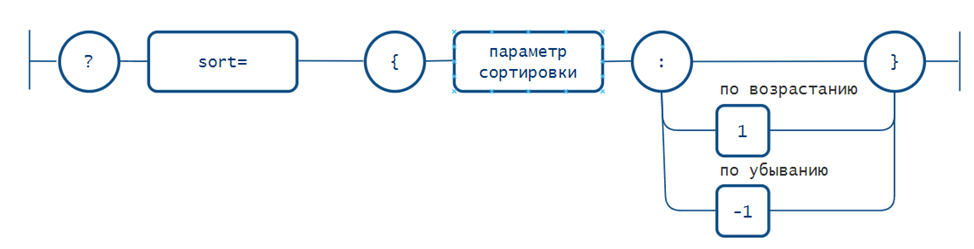 ?
sort=
{
параметр
сортировки
:
}
по возрастанию
1
по убыванию
-1